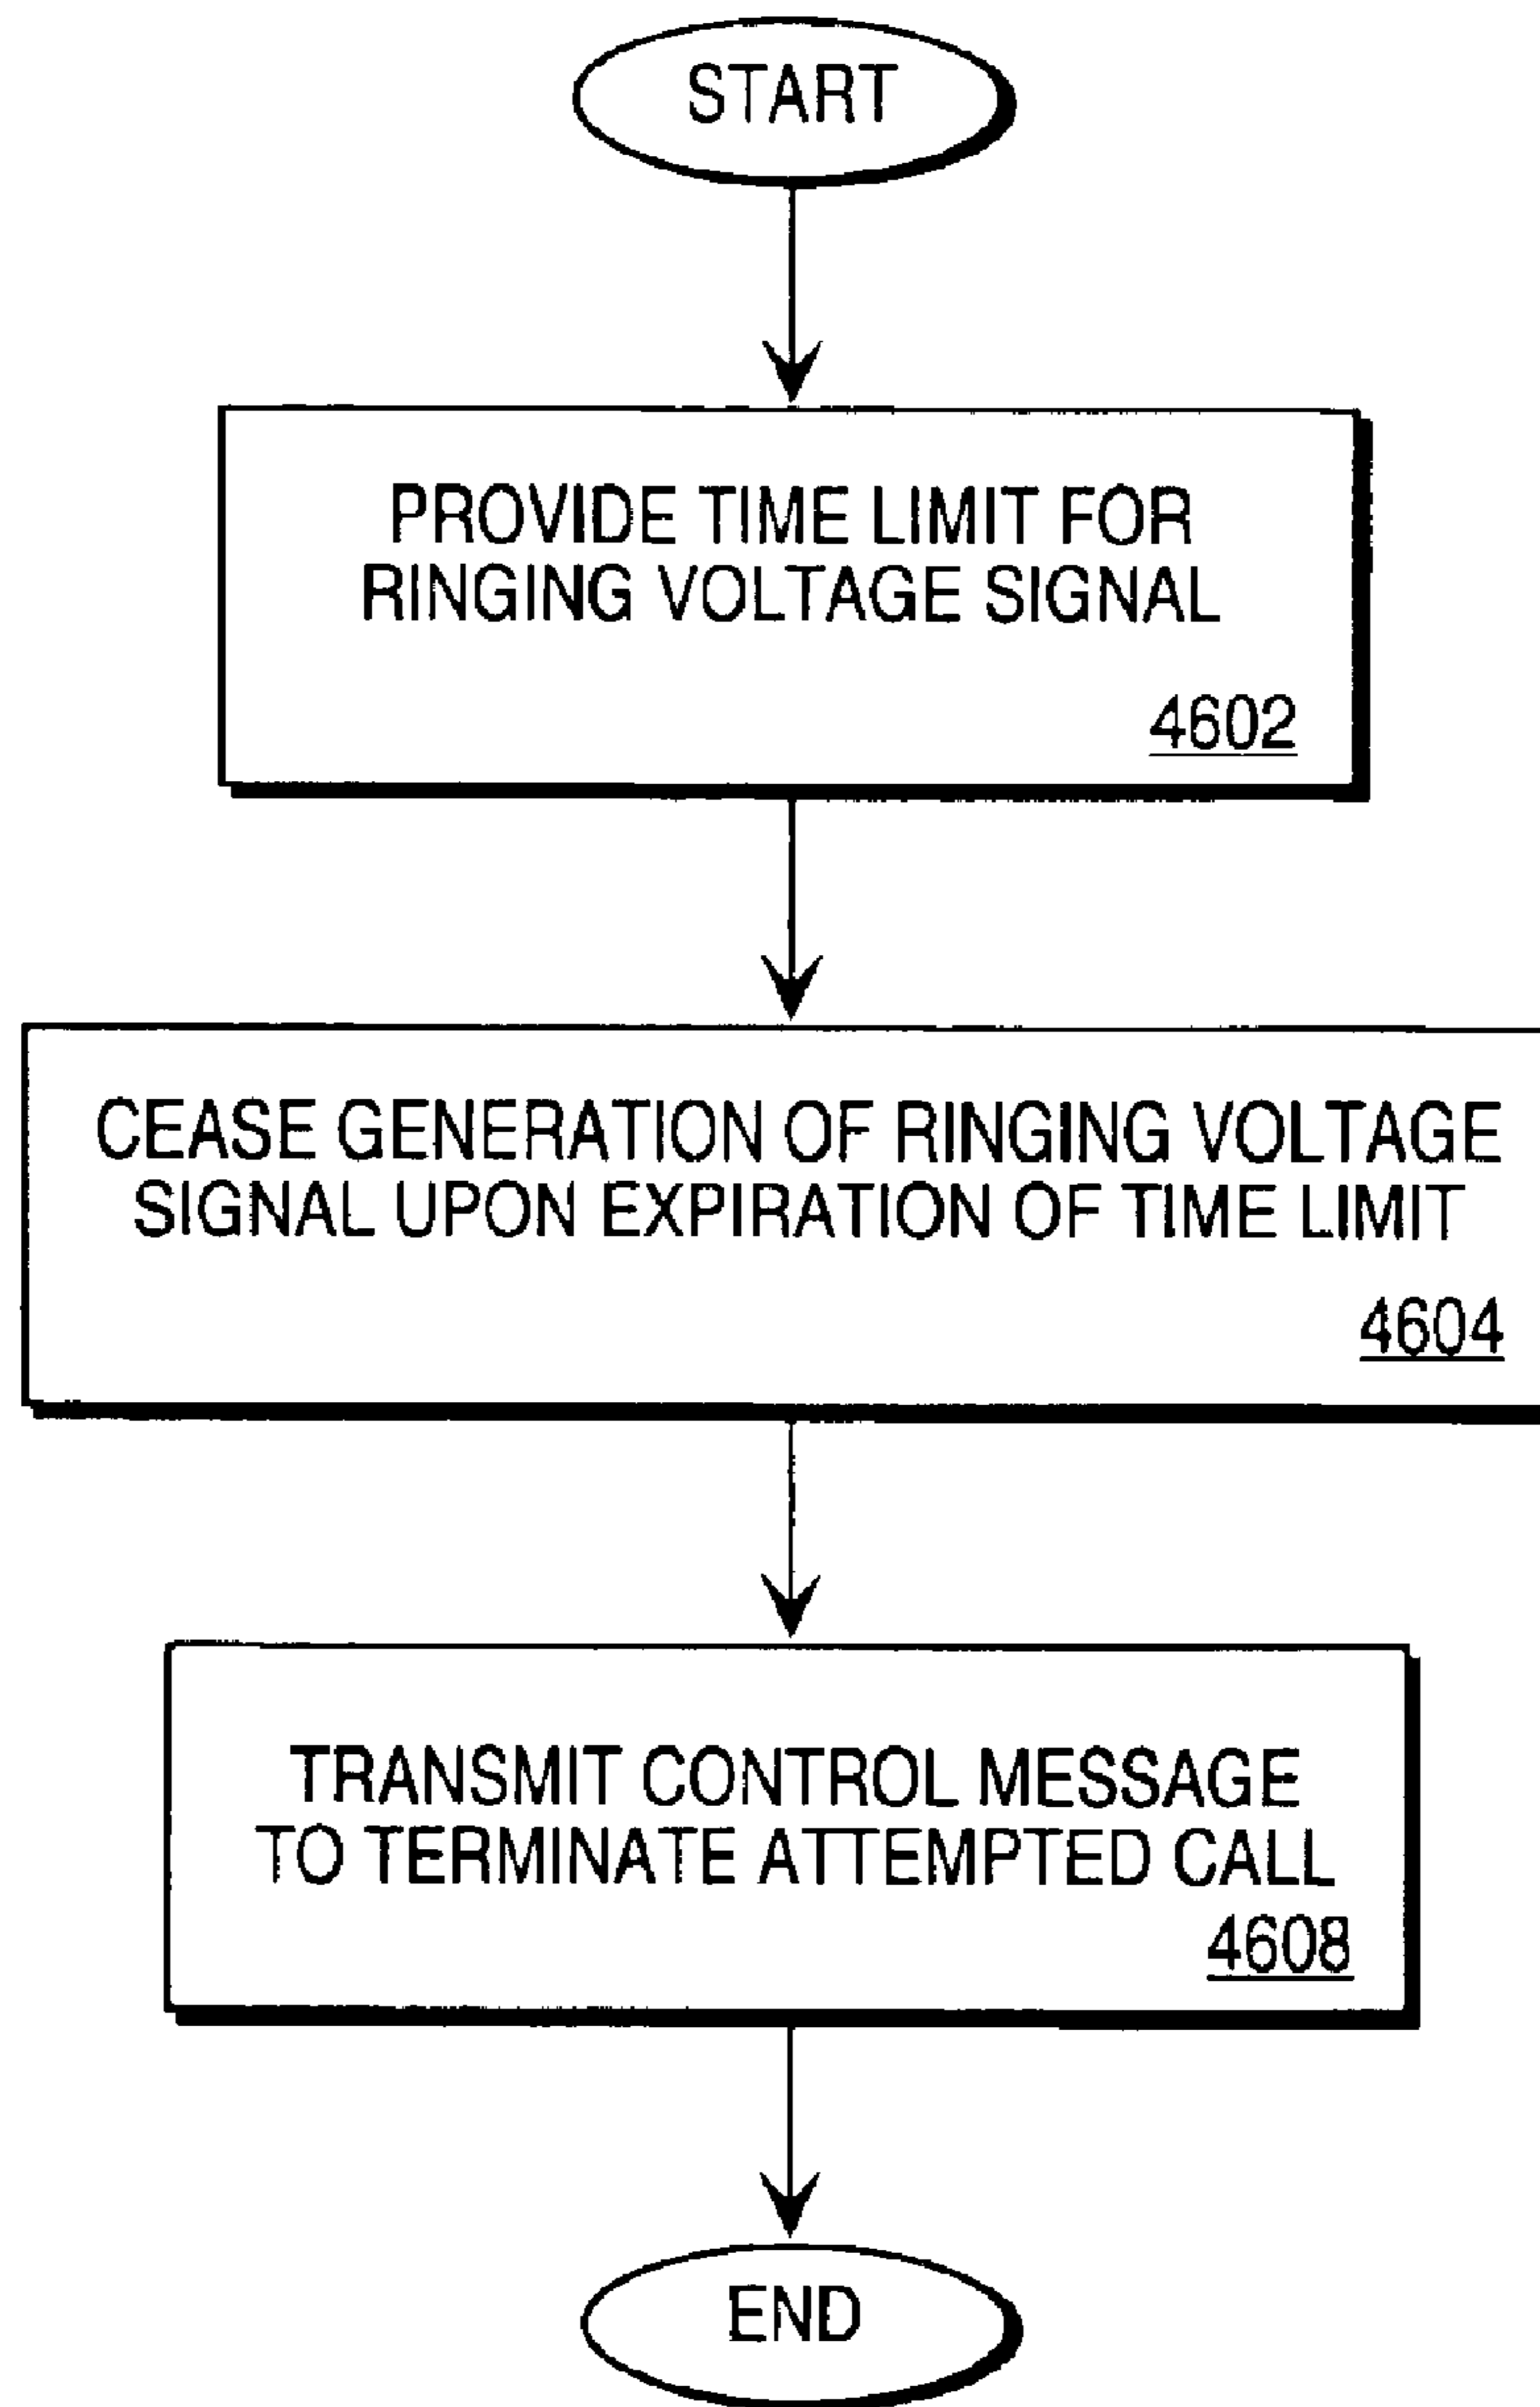 START
PROVIDE TIME LIMIT FOR
RINGING VOLTAGE SIGNAL
4602
CEASE GENERATION OF RINGING VOLTAGE
SIGNAL UPON EXPIRATION OF TIME LIMIT
4604
TRANSMIT CONTROL MESSAGE
TO TERMINATE ATTEMPTED CALL
4608
END